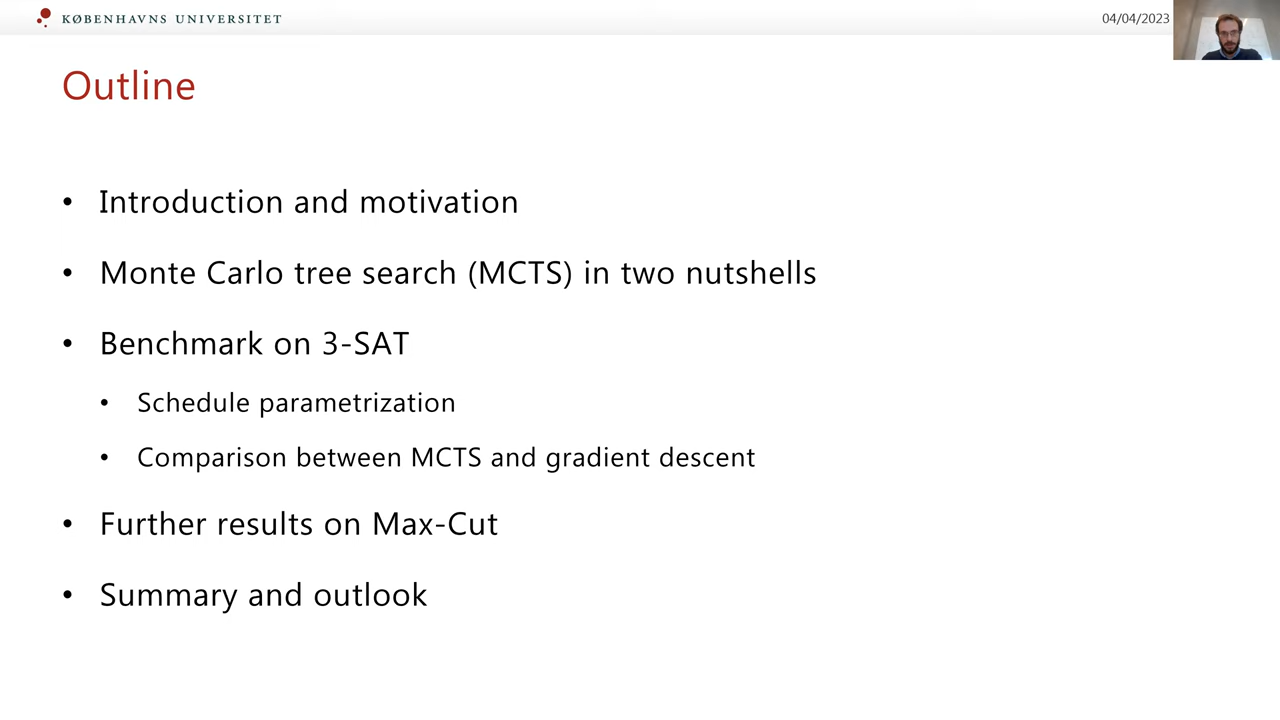 KØBENHAVNS UNIVERSITET
04/04/2023
Outline
• Introduction and motivation
• Monte Carlo tree search (MCTS) in two nutshells
• Benchmark on 3-SAT
• Schedule parametrization
• Comparison between MCTS and gradient descent
• Further results on Max-Cut
• Summary and outlook